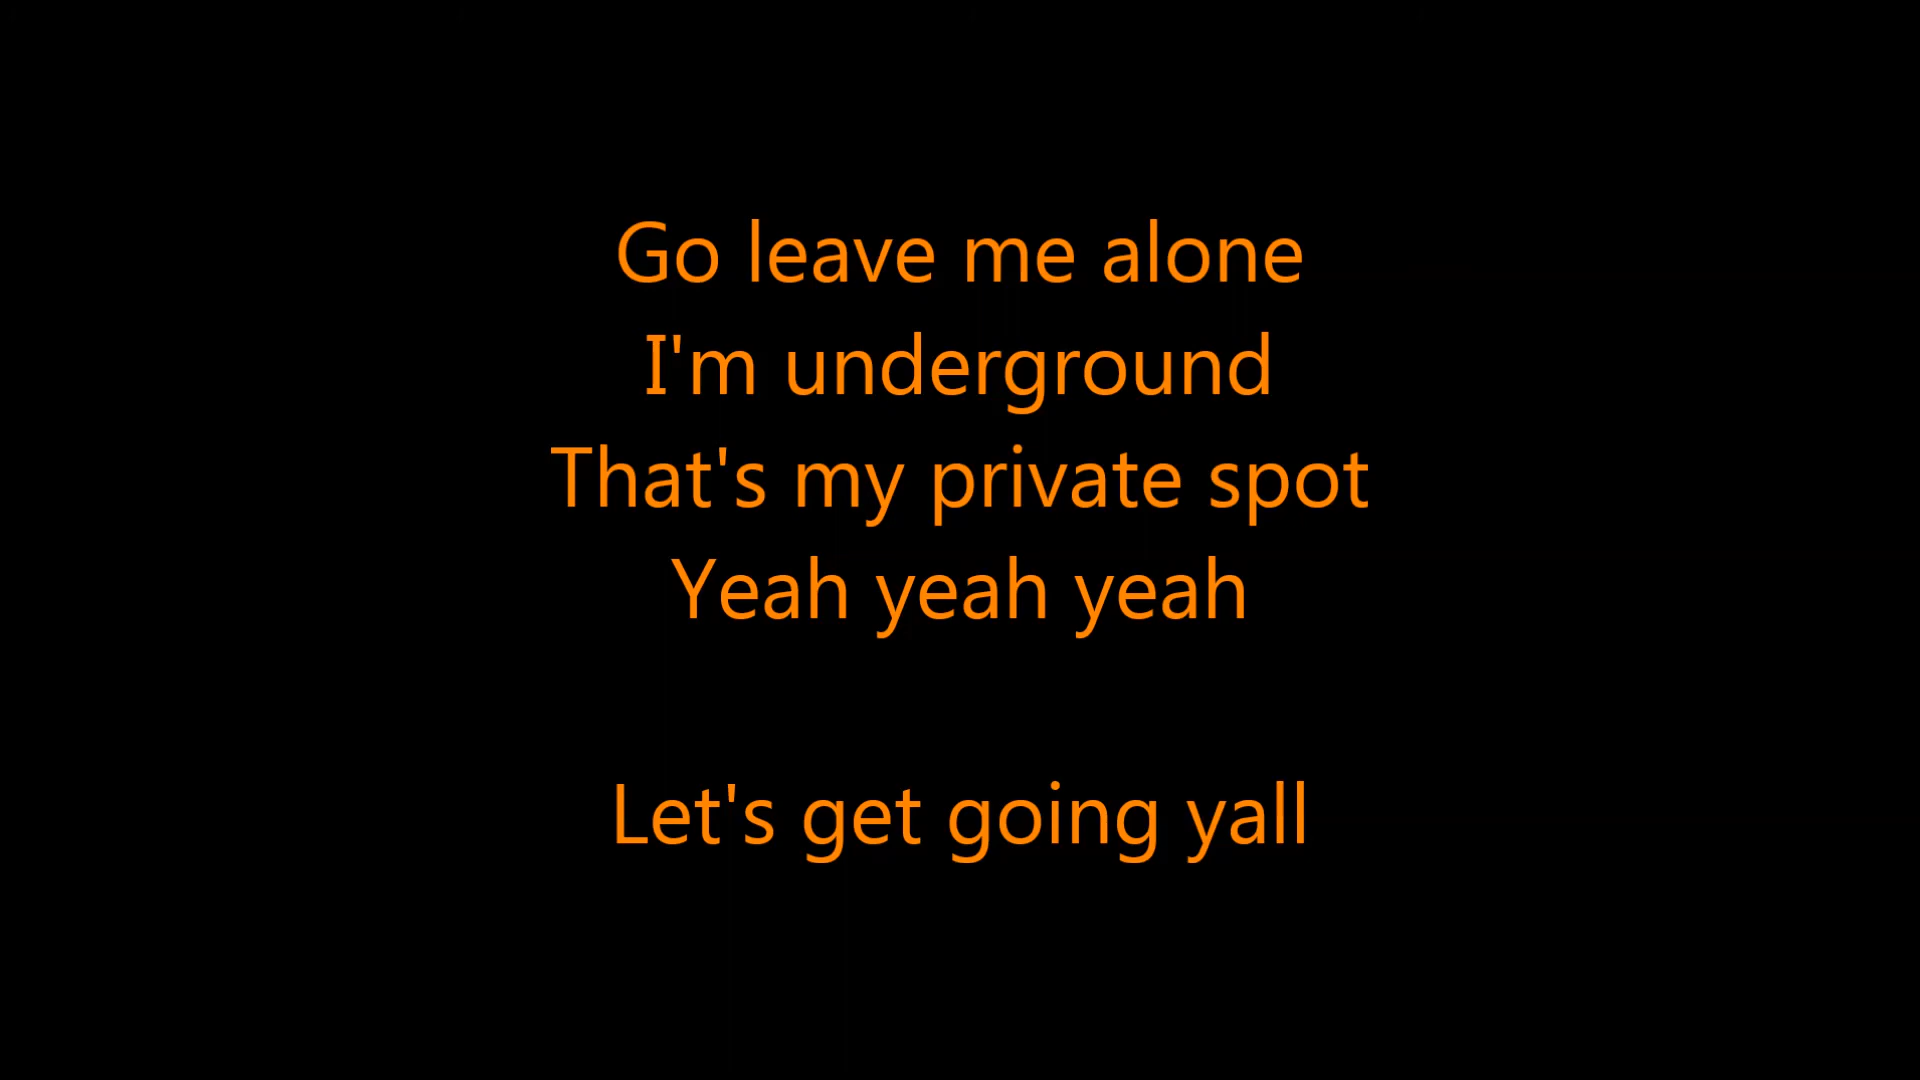 Go leave me alone
I'm underground
That's my private spot
Yeah yeah yeah
Let's get going yall